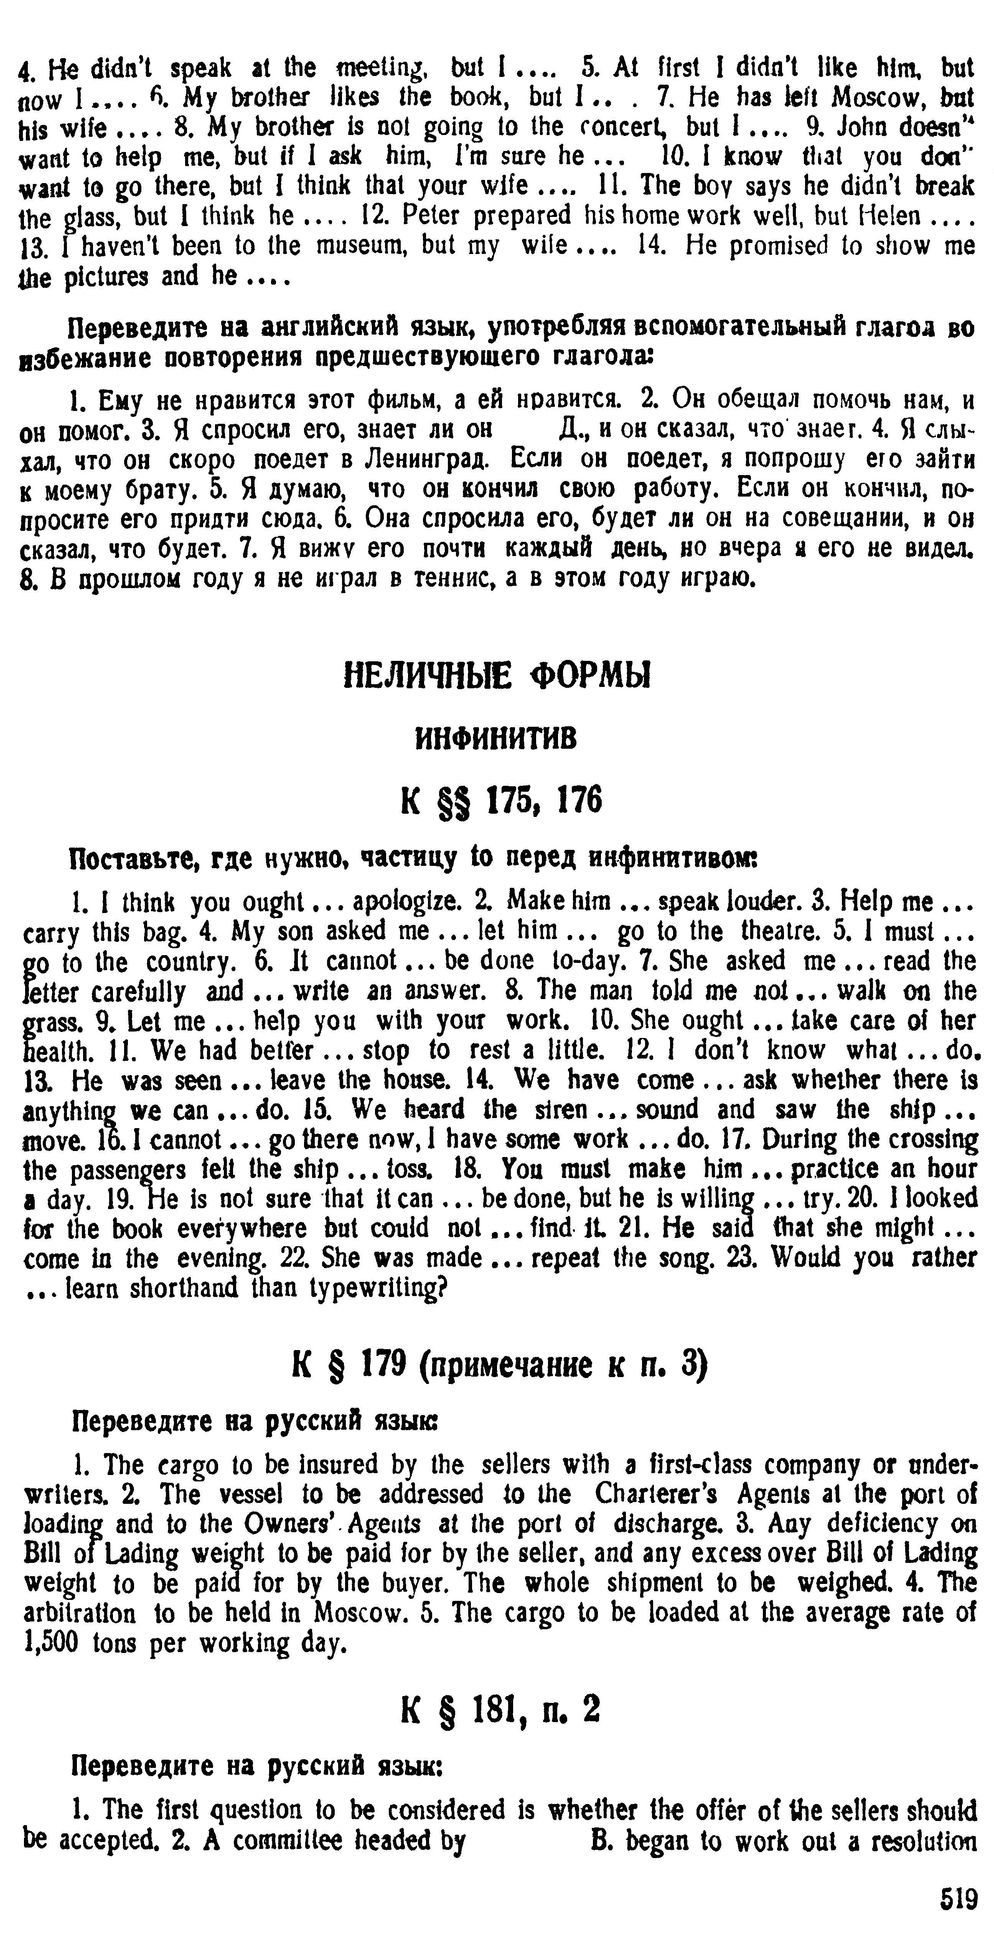 4. He didn't speak at the meeting, but I .... 5. At first I didn't like him, but
now I .... 6. My brother likes the book, but I .. . 7. He has left Moscow, but
his wife .... 8. My brother is not going to the concert, but I .... 9. John doesn't
want to help me, but if I ask him, I'm sure he ... 10. I know that you don't
want to go there, but I think that your wife .... 11. The boy says he didn't break
the glass, but I think he .... 12. Peter prepared his home work well, but Helen ....
13. I haven't been to the museum, but my wife .... 14. He promised to show me
the pictures and he ....
Переведите на английский язык, употребляя вспомогательный глагол во
избежание повторения предшествующего глагола:
1. Ему не нравится этот фильм, а ей нравится. 2. Он обещал помочь нам, и
он помог. 3. Я спросил его, знает ли он Д., и он сказал, что знает. 4. Я слы-
хал, что он скоро поедет в Ленинград. Если он поедет, я попрошу его зайти
к моему брату. 5. Я думаю, что он кончил свою работу. Если он кончил, по-
просите его придти сюда. 6. Она спросила его, будет ли он на совещании, и он
сказал, что будет. 7. Я вижу его почти каждый день, но вчера я его не видел.
8. В прошлом году я не играл в теннис, а в этом году играю.
НЕЛИЧНЫЕ ФОРМЫ
ИНФИНИТИВ
К §§ 175, 176
Поставьте, где нужно, частицу to перед инфинитивом:
1. I think you ought ... apologize. 2. Make him ... speak louder. 3. Help me ...
carry this bag. 4. My son asked me ... let him ... go to the theatre. 5. I must ...
go to the country. 6. It cannot ... be done to-day. 7. She asked me ... read the
letter carefully and ... write an answer. 8. The man told me not ... walk on the
grass. 9. Let me ... help you with your work. 10. She ought ... take care of her
health. 11. We had better ... stop to rest a little. 12. I don't know what ... do.
13. He was seen ... leave the house. 14. We have come ... ask whether there is
anything we can ... do. 15. We heard the siren ... sound and saw the ship ...
move. 16. I cannot ... go there now, I have some work ... do. 17. During the crossing
the passengers felt the ship ... toss. 18. You must make him ... practice an hour
a day. 19. He is not sure that it can ... be done, but he is willing ... try. 20. I looked
for the book everywhere but could not ... find it. 21. He said that she might ...
come in the evening. 22. She was made ... repeat the song. 23. Would you rather
... learn shorthand than typewriting?
К § 179 (примечание к п. 3)
Переведите на русский язык:
1. The cargo to be insured by the sellers with a first-class company or under-
writers. 2. The vessel to be addressed to the Charterer's Agents at the port of
loading and to the Owners' Agents at the port of discharge. 3. Any deficiency on
Bill of Lading weight to be paid for by the seller, and any excess over Bill of Lading
weight to be paid for by the buyer. The whole shipment to be weighed. 4. The
arbitration to be held in Moscow. 5. The cargo to be loaded at the average rate of
1,500 tons per working day.
К § 181, п. 2
Переведите на русский язык:
1. The first question to be considered is whether the offer of the sellers should
be accepted. 2. A committee headed by B. began to work out a resolution
519